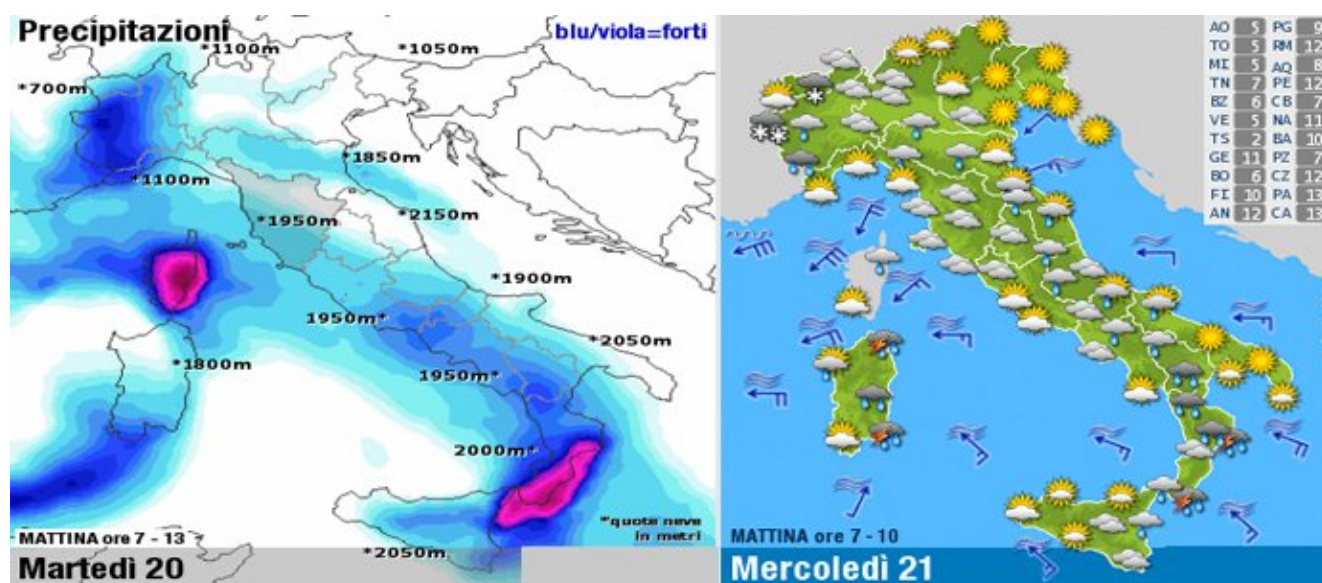 Precipitazioni
blu/viola=forti
*1100m
*1050m
*700m
*1850m
*1100m
*1950m
*2150m
*1900m
1950m*
*2050m
*1800m
1950m*
2000m*
*quote neve
in metri
MATTINA ore 7 - 13
*2050m
Martedì 20
AO 5 PG 9
TO 5 RM 12
MI 5 AQ 8
TN 7 PE 12
BZ 6 CB 7
VE 5 NA 11
TS 2 BA 10
GE 11 PZ 7
BO 6 CZ 12
FI 10 PA 13
AN 12 CA 13
MATTINA ore 7 - 10
Mercoledì 21